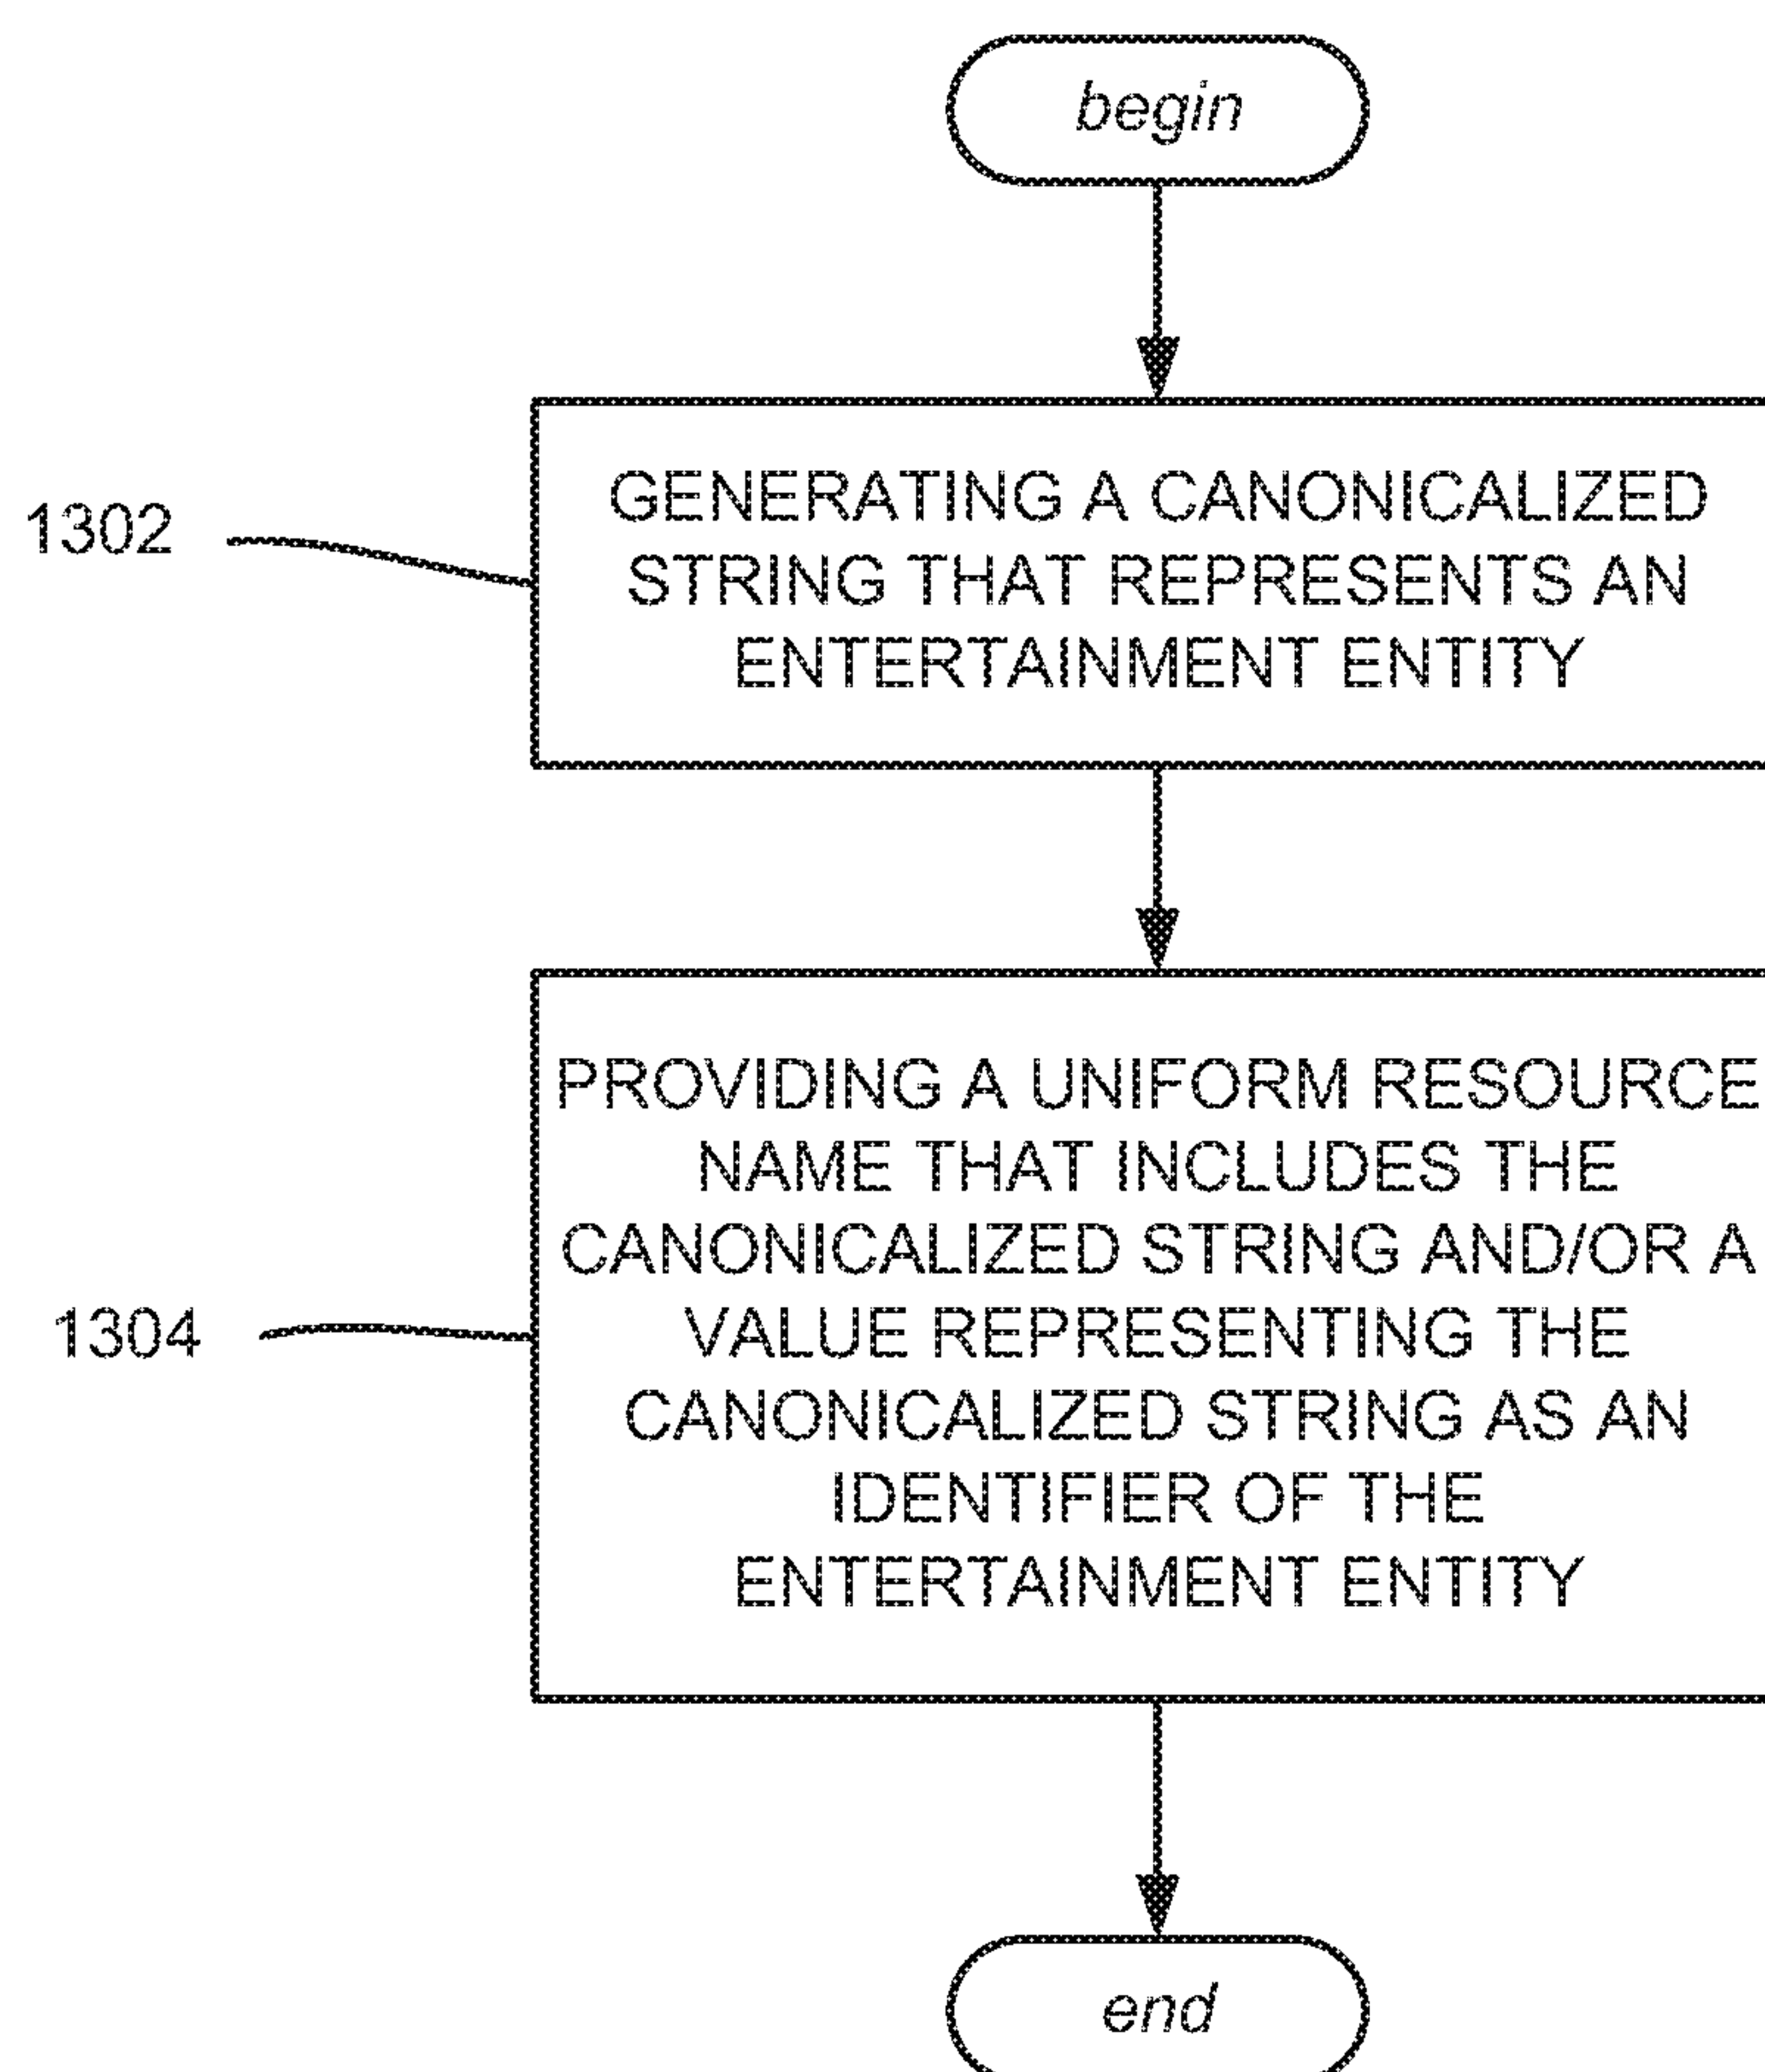 begin
1302
GENERATING A CANONICALIZED
STRING THAT REPRESENTS AN
ENTERTAINMENT ENTITY
1304
PROVIDING A UNIFORM RESOURCE
NAME THAT INCLUDES THE
CANONICALIZED STRING AND/OR A
VALUE REPRESENTING THE
CANONICALIZED STRING AS AN
IDENTIFIER OF THE
ENTERTAINMENT ENTITY
end